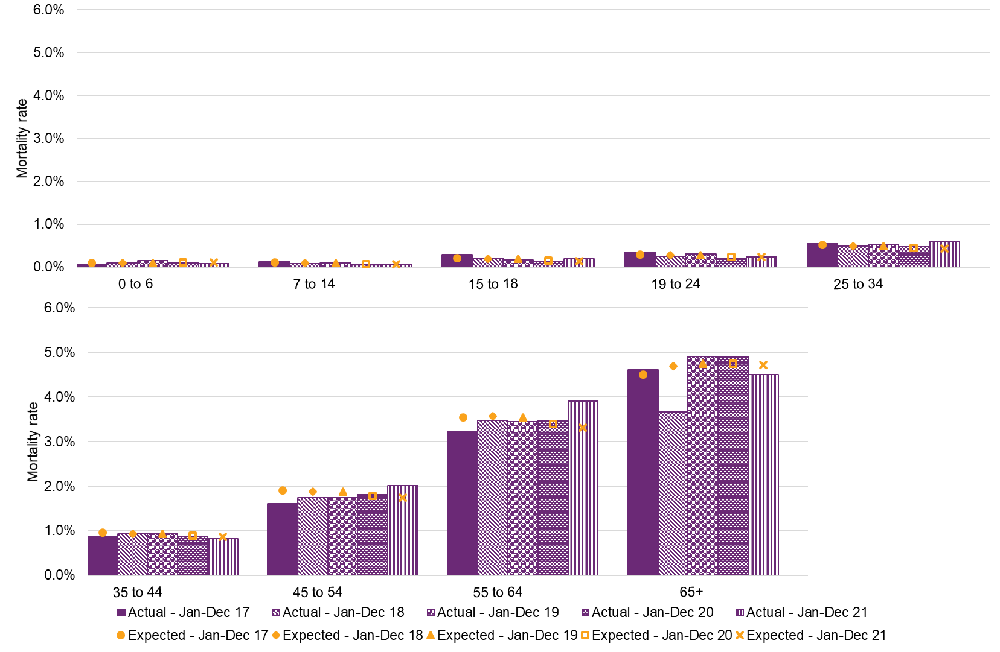 6.0%
5.0%
4.0%
3.0%
2.0%
1.0%
0.0%
Mortality rate
0 to 6 7 to 14 15 to 18 19 to 24 25 to 34
6.0%
5.0%
4.0%
3.0%
2.0%
1.0%
0.0%
Mortality rate
35 to 44 45 to 54 55 to 64 65+
Actual - Jan-Dec 17 Actual - Jan-Dec 18 Actual - Jan-Dec 19 Actual - Jan-Dec 20 Actual - Jan-Dec 21
Expected - Jan-Dec 17 Expected - Jan-Dec 18 Expected - Jan-Dec 19 Expected - Jan-Dec 20 Expected - Jan-Dec 21